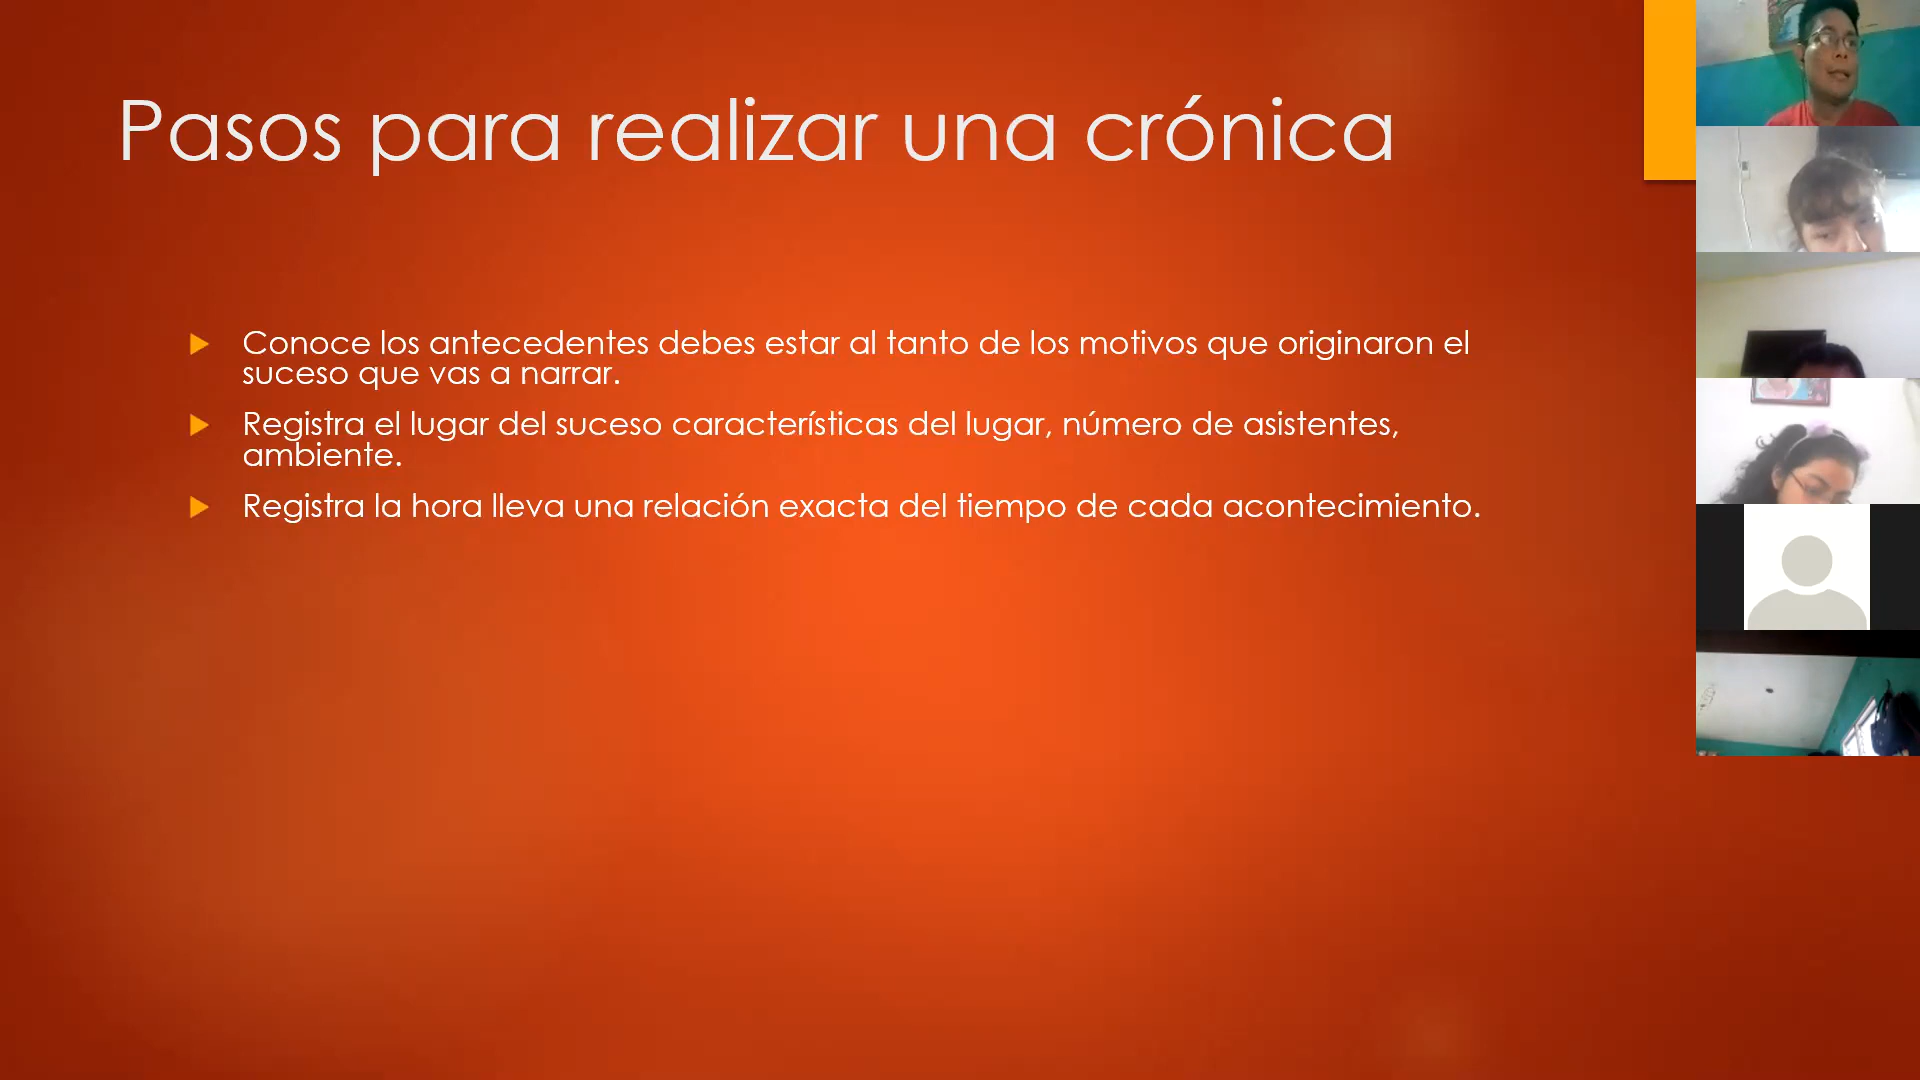 Pasos para realizar una crónica
Conoce los antecedentes debes estar al tanto de los motivos que originaron el
suceso que vas a narrar.
Registra el lugar del suceso características del lugar, número de asistentes,
ambiente.
Registra la hora lleva una relación exacta del tiempo de cada acontecimiento.